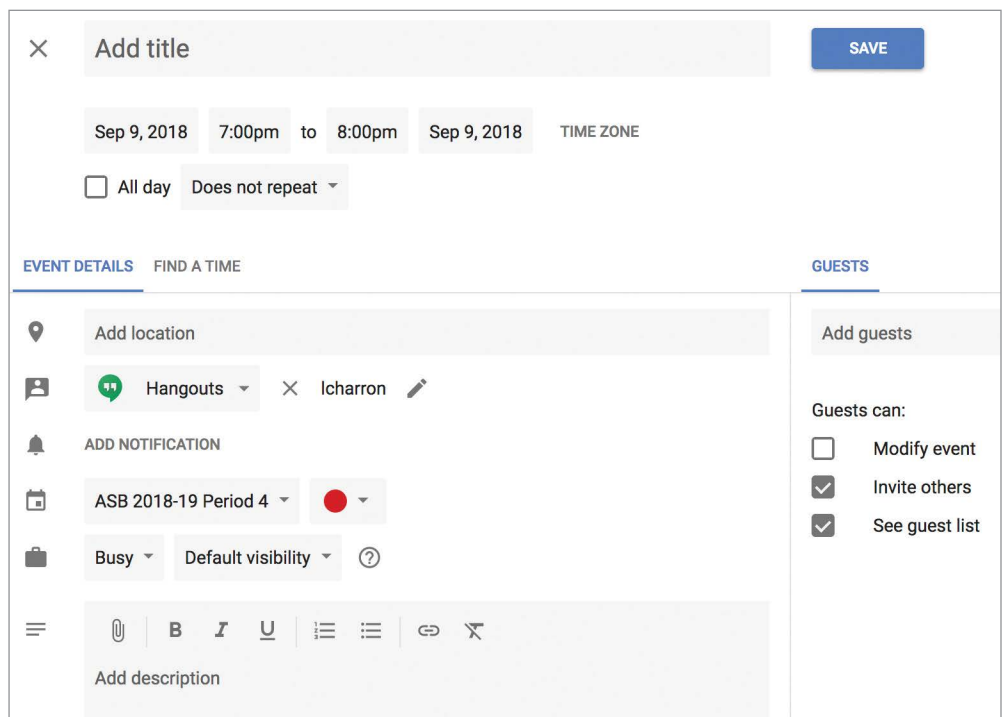 Add title
SAVE
Sep 9, 2018 7:00pm to 8:00pm Sep 9, 2018 TIME ZONE
All day Does not repeat
EVENT DETAILS FIND A TIME
GUESTS
Add location
Add guests
Hangouts lcharron
Guests can:
ADD NOTIFICATION
Modify event
ASB 2018-19 Period 4
Invite others
See guest list
Busy Default visibility
B I U
Add description